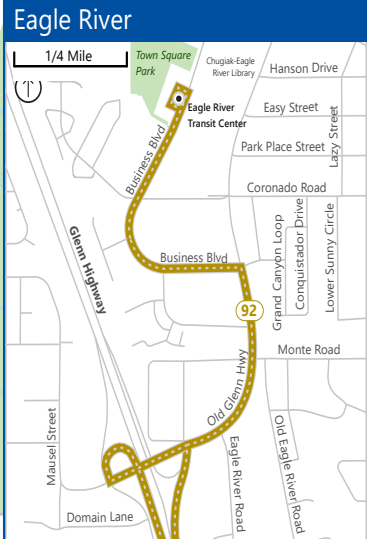 Eagle River
1/4 Mile
Town Square
Park
Chugiak-Eagle
River Library
Hanson Drive
Eagle River
Transit Center
Easy Street
Lazy Street
Park Place Street
Business Blvd
Coronado Road
Grand Canyon Loop
Conquistador Drive
Lower Sunny Circle
Glenn Highway
Business Blvd
92
Monte Road
Old Glenn Hwy
Mausel Street
Eagle River Road
Old Eagle River Road
Domain Lane